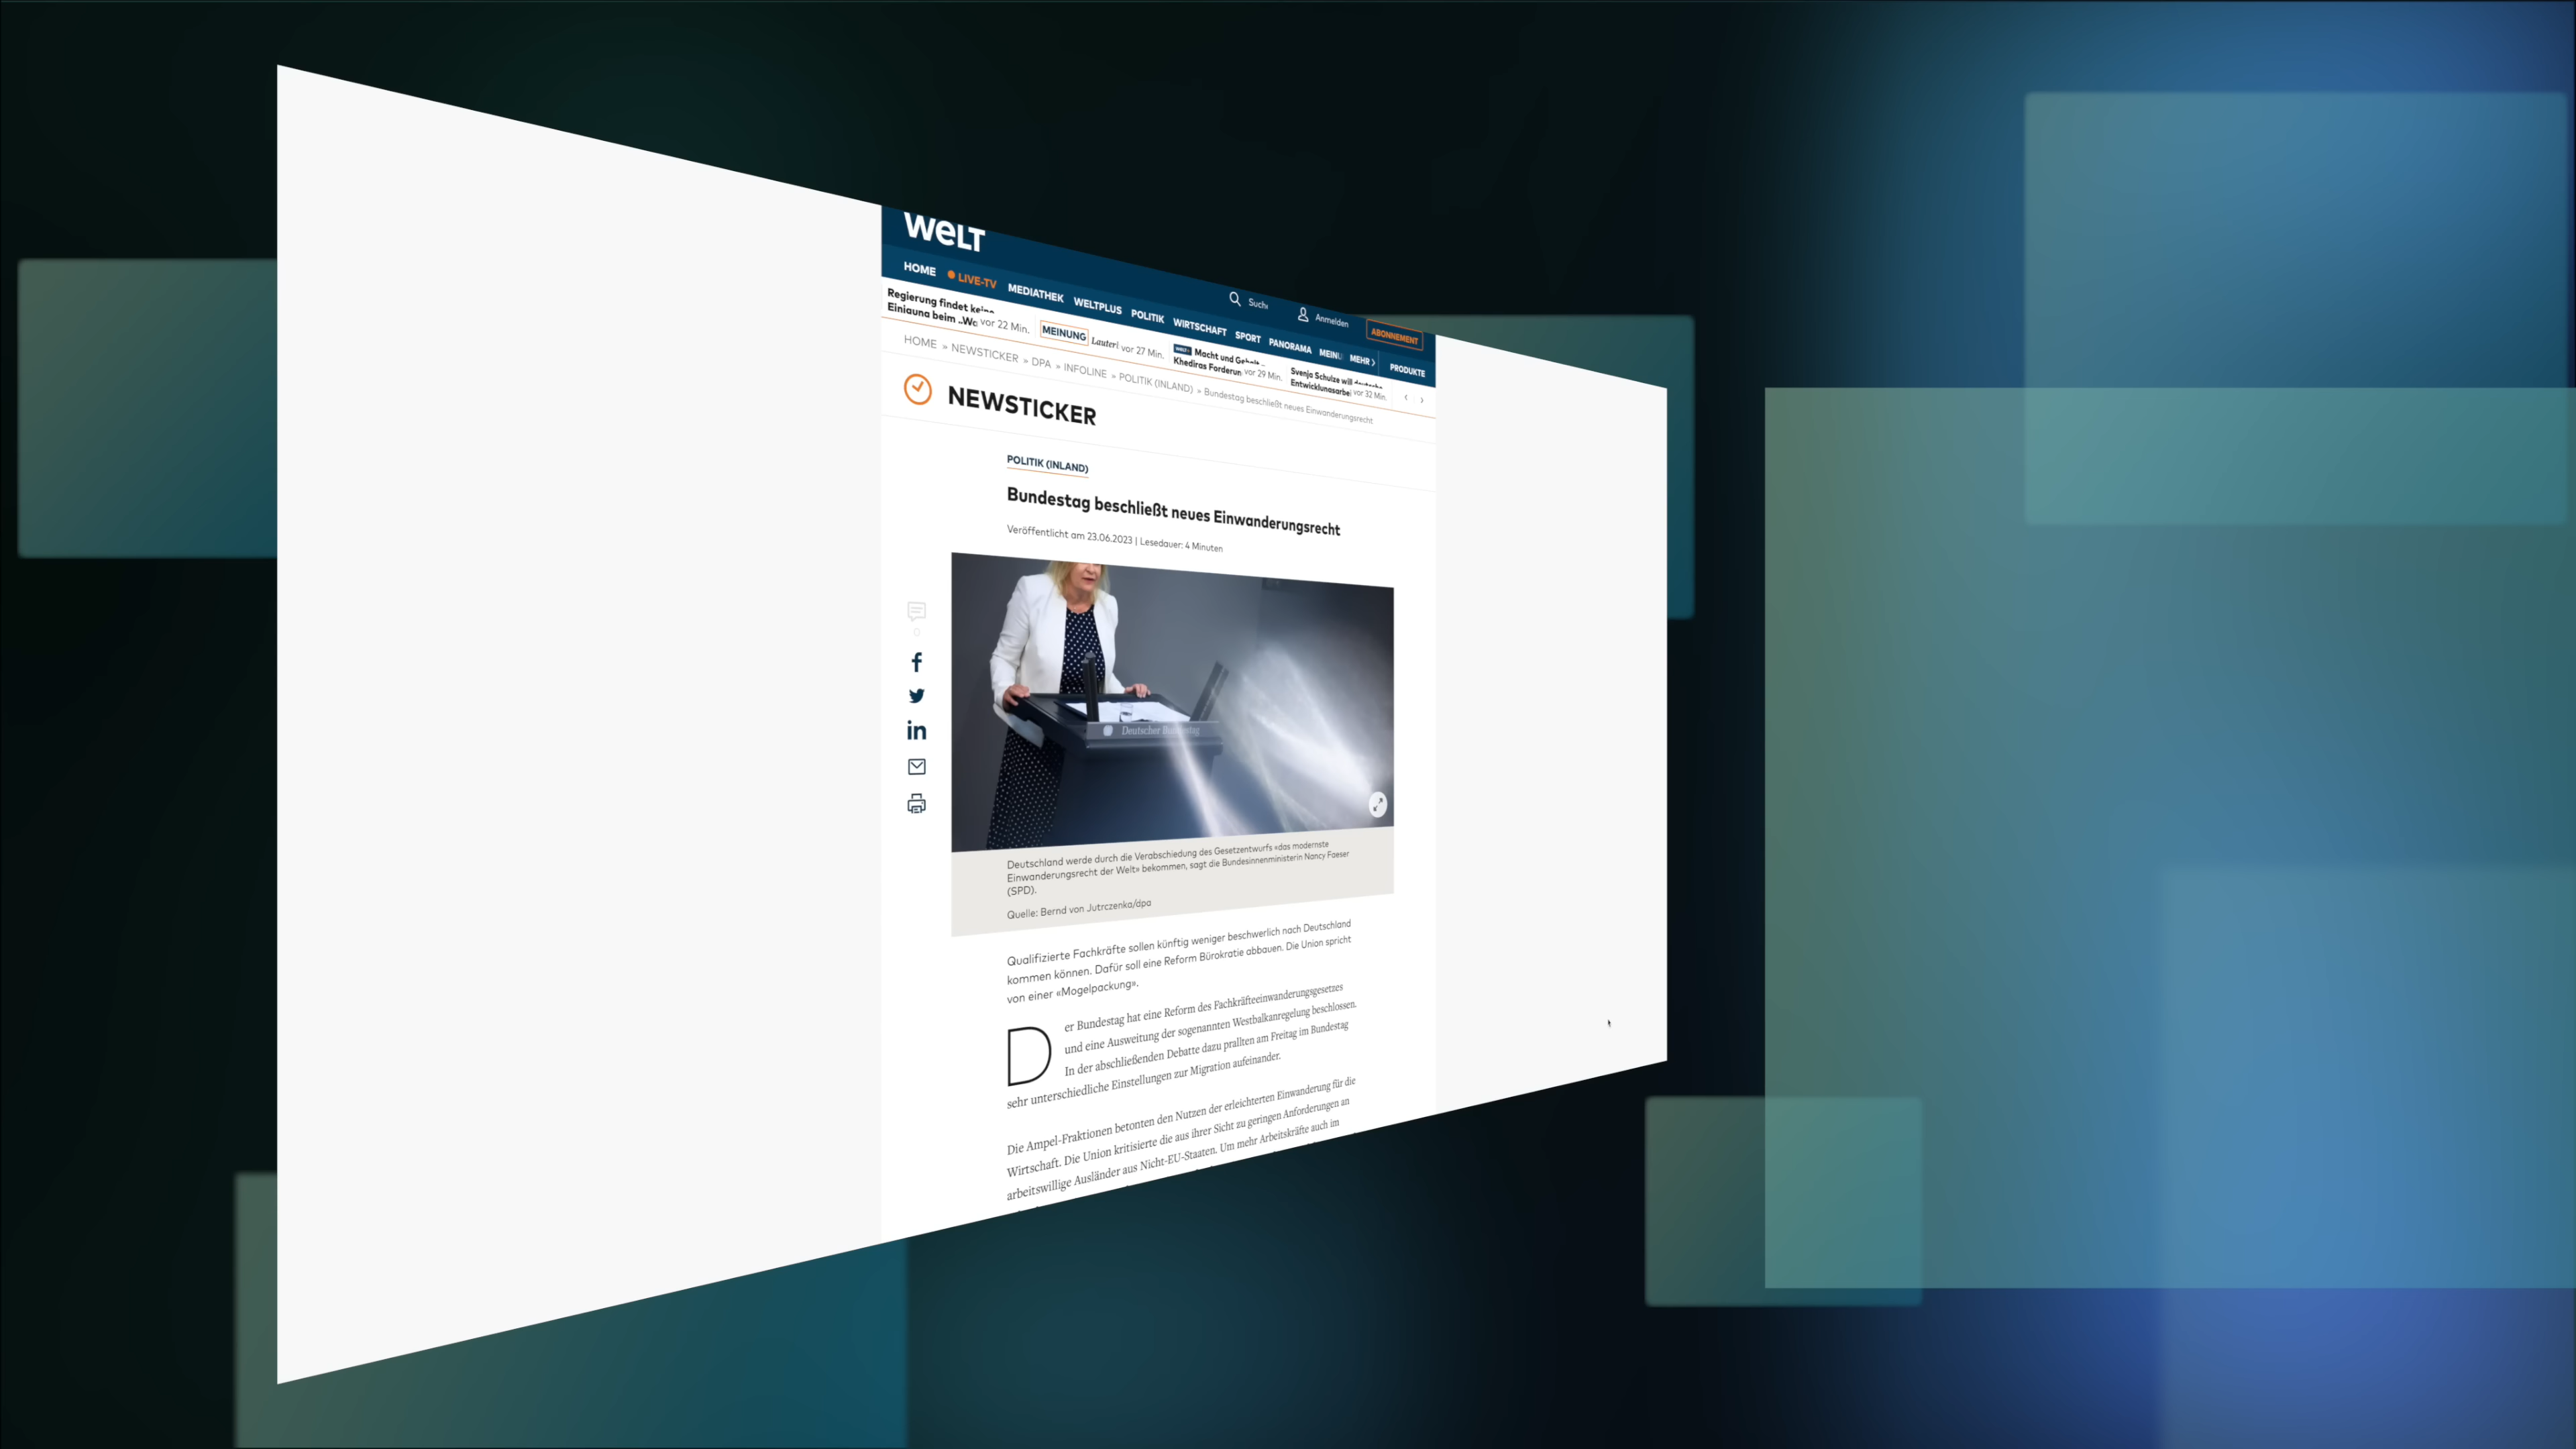 WELT
Suche
Anmelden
ABONNEMENT
HOME LIVE-TV MEDIATHEK WELTPLUS POLITIK WIRTSCHAFT SPORT PANORAMA MEINU MEHR PRODUKTE
Regierung findet keine
Einigung beim vor 22 Min.
MEINUNG vor 27 Min.
Macht und
Khediras vor 29 Min.
Svenja Schulze will deutsche
vor 32 Min.
HOME » NEWSTICKER » DPA » INFOLINE » POLITIK (INLAND) » Bundestag beschließt neues Einwanderungsrecht
NEWSTICKER
POLITIK (INLAND)
Bundestag beschließt neues Einwanderungsrecht
Veröffentlicht am 23.06.2023 | Lesedauer: 4 Minuten
0
Deutscher Bundestag
Deutschland werde durch die Verabschiedung des Gesetzentwurfs «das modernste
Einwanderungsrecht der Welt» bekommen, sagt die Bundesinnenministerin Nancy Faeser
(SPD).
Quelle: Bernd von Jutrczenka/dpa
Qualifizierte Fachkräfte sollen künftig weniger beschwerlich nach Deutschland
kommen können. Dafür soll eine Reform Bürokratie abbauen. Die Union spricht
von einer «Mogelpackung».
Der Bundestag hat eine Reform des Fachkräfteeinwanderungsgesetzes
und eine Ausweitung der sogenannten Westbalkanregelung beschlossen.
In der abschließenden Debatte dazu prallten am Freitag im Bundestag
sehr unterschiedliche Einstellungen zur Migration aufeinander.
Die Ampel-Fraktionen betonten den Nutzen der erleichterten Einwanderung für die
Wirtschaft. Die Union kritisierte die aus ihrer Sicht zu geringen Anforderungen an
arbeitswillige Ausländer aus Nicht-EU-Staaten. Um mehr Arbeitskräfte auch im